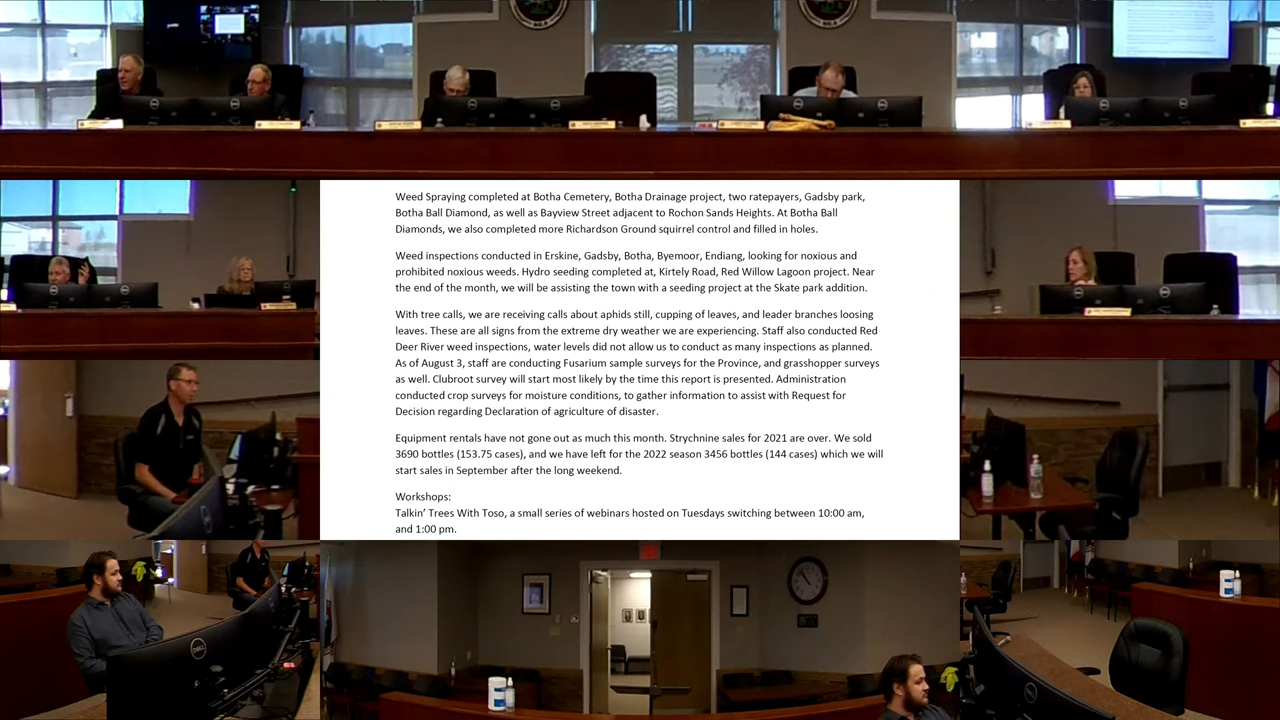 Weed Spraying completed at Botha Cemetery, Botha Drainage project, two ratepayers, Gadsby park,
Botha Ball Diamond, as well as Bayview Street adjacent to Rochon Sands Heights. At Botha Ball
Diamonds, we also completed more Richardson Ground squirrel control and filled in holes.
Weed inspections conducted in Erskine, Gadsby, Botha, Byemoor, Endiang, looking for noxious and
prohibited noxious weeds. Hydro seeding completed at, Kirtely Road, Red Willow Lagoon project. Near
the end of the month, we will be assisting the town with a seeding project at the Skate park addition.
With tree calls, we are receiving calls about aphids still, cupping of leaves, and leader branches loosing
leaves. These are all signs from the extreme dry weather we are experiencing. Staff also conducted Red
Deer River weed inspections, water levels did not allow us to conduct as many inspections as planned.
As of August 3, staff are conducting Fusarium sample surveys for the Province, and grasshopper surveys
as well. Clubroot survey will start most likely by the time this report is presented. Administration
conducted crop surveys for moisture conditions, to gather information to assist with Request for
Decision regarding Declaration of agriculture of disaster.
Equipment rentals have not gone out as much this month. Strychnine sales for 2021 are over. We sold
3690 bottles (153.75 cases), and we have left for the 2022 season 3456 bottles (144 cases) which we will
start sales in September after the long weekend.
Workshops:
Talkin' Trees With Toso, a small series of webinars hosted on Tuesdays switching between 10:00 am,
and 1:00 pm.
DELL